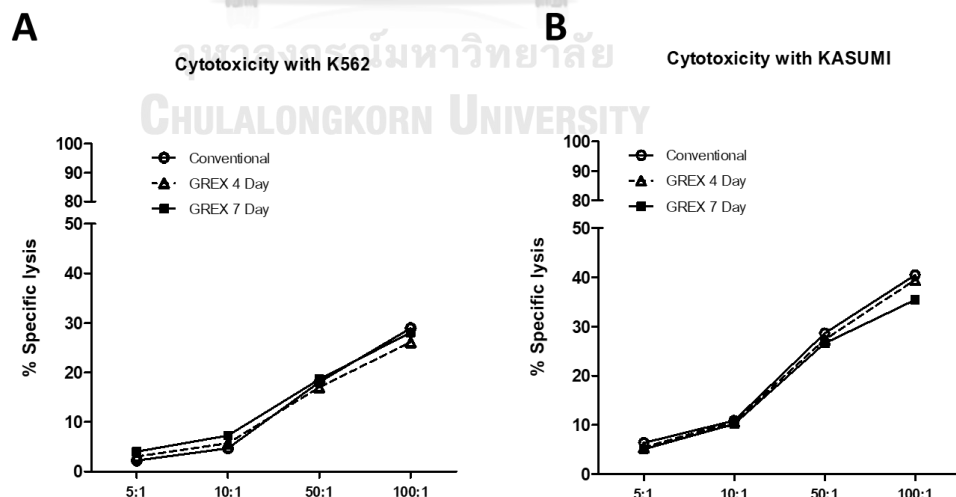 A
B
จุฬาลงกรณ์มหาวิทยาลัย
CHULALONGKORN UNIVERSITY
Cytotoxicity with K562
% Specific lysis
100
90
80
50
40
30
20
10
0
Conventional
GREX 4 Day
GREX 7 Day
5:1
10:1
50:1
100:1
Cytotoxicity with KASUMI
% Specific lysis
100
90
80
50
40
30
20
10
0
Conventional
GREX 4 Day
GREX 7 Day
5:1
10:1
50:1
100:1